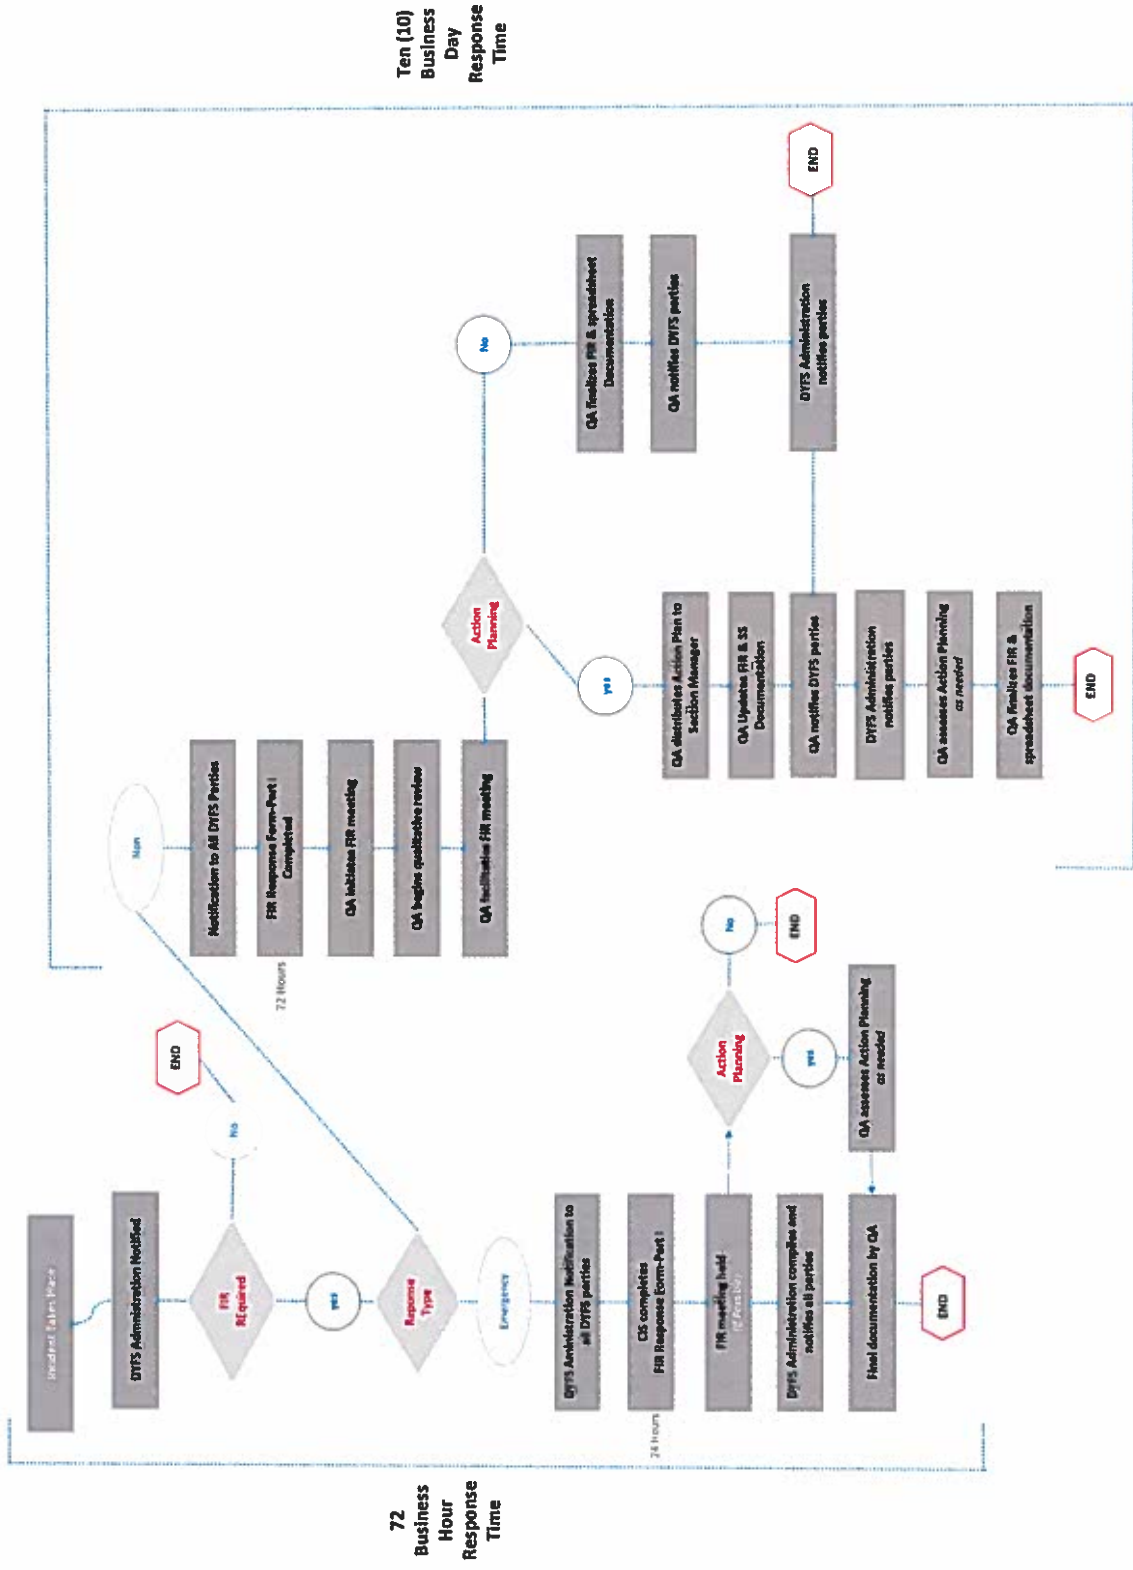 72
Business
Hour
Response
Time
Incident Takes Place
DYFS Administration Notified
FIR
REquired
No
END
yes
Reponse
Type
Emergency
DYFS Aministration Notification to
all DYFS parties
24 Hours
CIS completes
FIR Response Form-Part I
FIR meeting held
Action
Planning
No
END
yes
QA assesses Action Planning
as needed
DYFS Administration compiles and
notifies all parties
Final documentation by QA
END
Ten (10)
Business
Day
Response
Time
Non
Notification to All DYFS Parties
72 Hours
FIR Response Form-Part I
Completed
QA initiates FIR meeting
QA begins qualitative review
QA facilitates FIR meeting
Action
Planning
yes
QA distributes Action Plan to
Section Manager
QA Updates FIR & SS
Documentation
QA notifies DYFS parties
DYFS Administration
notifies parties
QA assesses Action Planning
as needed
QA finalizes FIR &
spreadsheet documentation
END
No
QA finalizes FIR & spreadsheet
Documentation
QA notifies DYFS parties
DYFS Administration
notifies parties
END